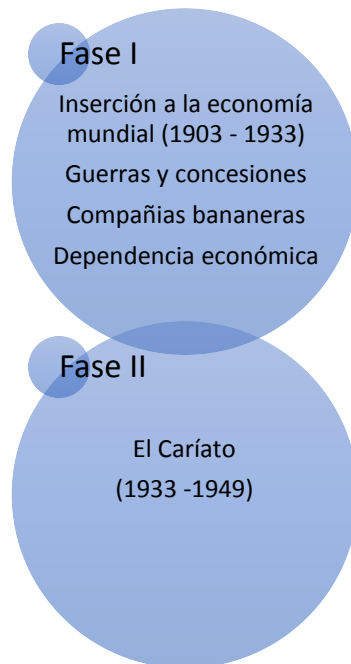 Fase I
Inserción a la economía
mundial (1903 - 1933)
Guerras y concesiones
Compañias bananeras
Dependencia económica
Fase II
El Caríato
(1933 -1949)